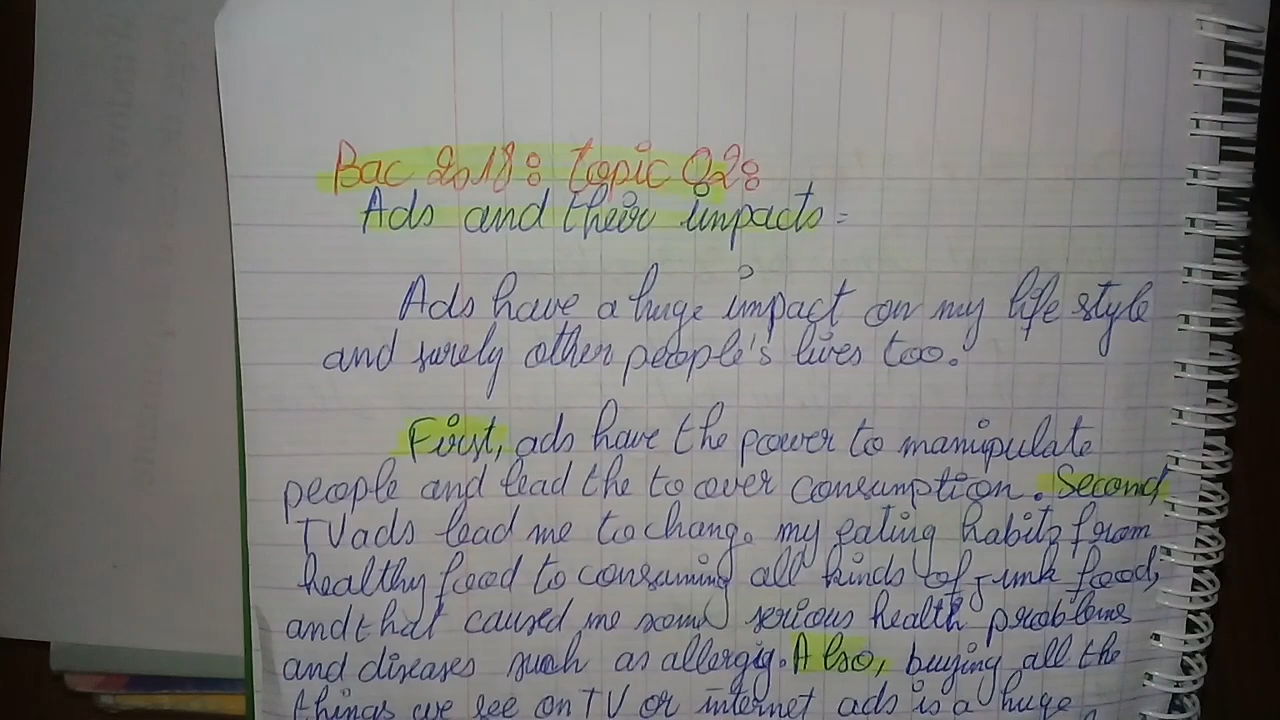 Bac 2018: topic 02:
Ads and their impacts:
Ads have a huge impact on my life style
and surely other people's lives too.
First, ads have the power to manipulate
people and lead the to over consumption. Second
TV ads lead me to change my eating habits from
healthy food to consuming all kinds of junk food,
and that caused me some serious health problems
and diseases such as allergig. Also, buying all the
things we see on TV or internet ads is a huge